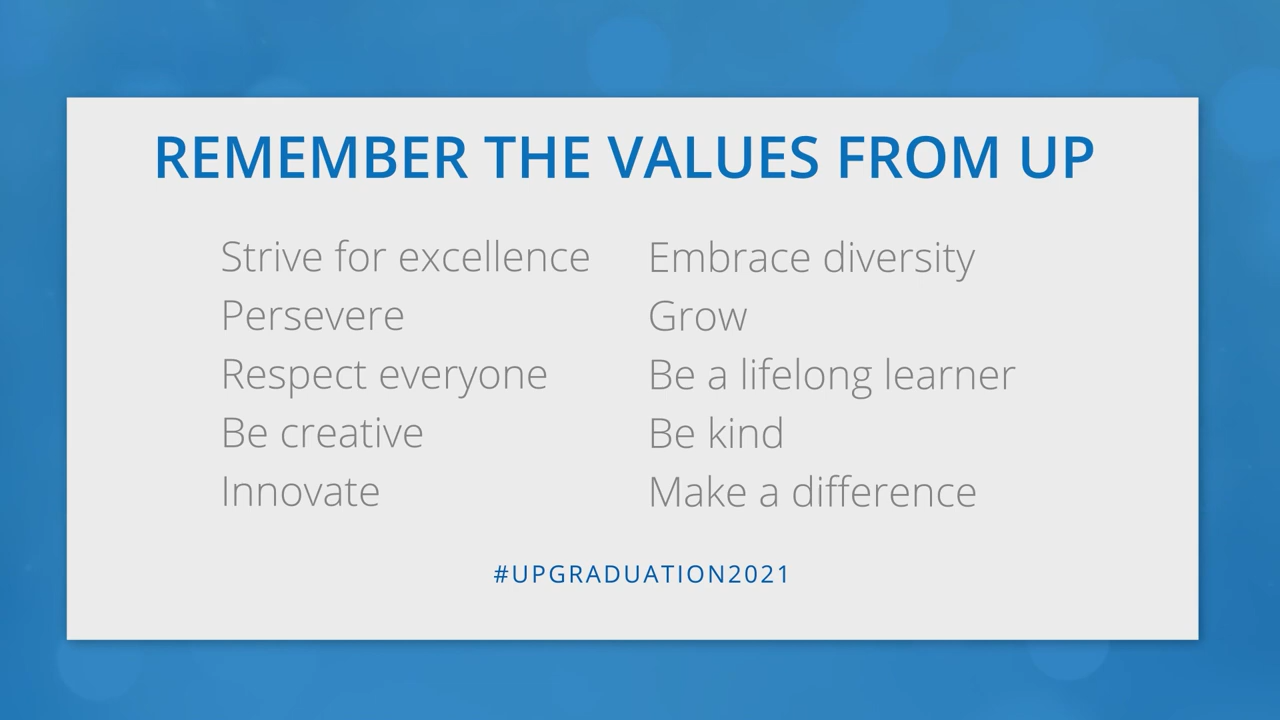 REMEMBER THE VALUES FROM UP
Strive for excellence
Persevere
Respect everyone
Be creative
Innovate
Embrace diversity
Grow
Be a lifelong learner
Be kind
Make a difference
#UPGRADUATION2021